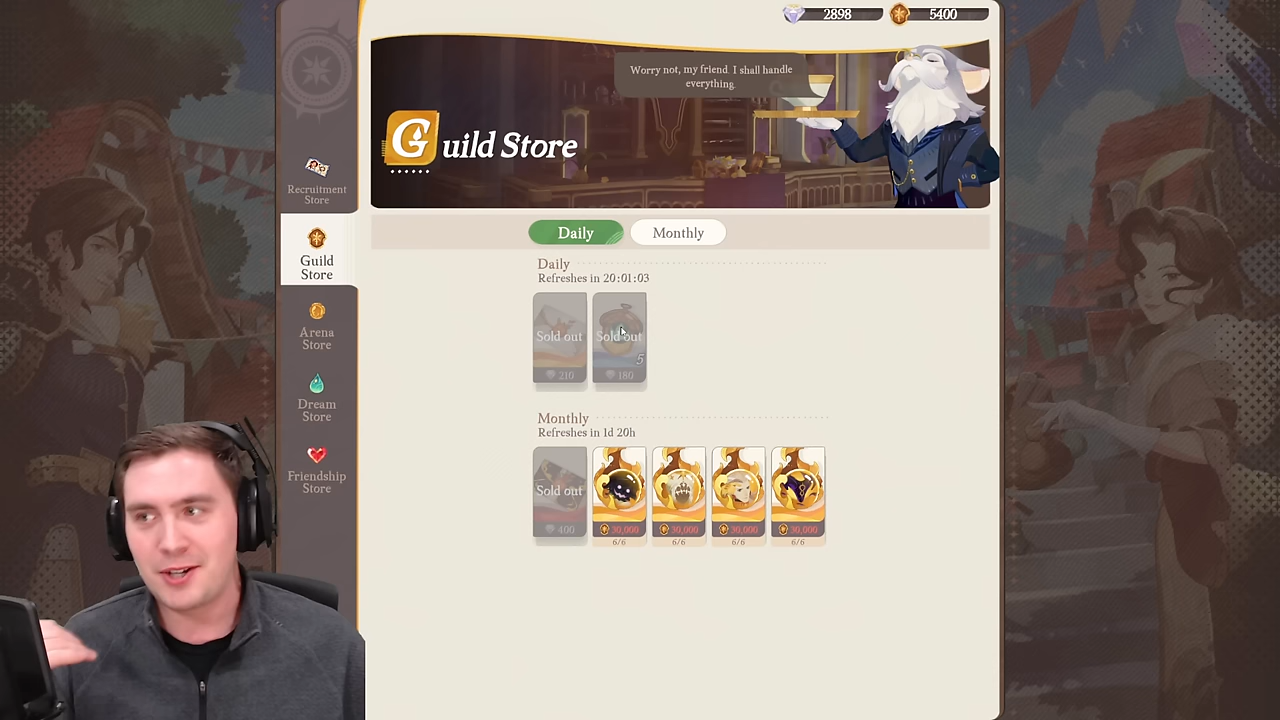 2898
5400
Worry not, my friend. I shall handle
everything.
Guild Store
Recruitment
Store
Guild
Store
Arena
Store
Dream
Store
Friendship
Store
Daily
Monthly
Daily
Refreshes in 20:01:03
Sold out
Sold out
5
210
180
Monthly
Refreshes in 1d 20h
Sold out
400
30,000
30,000
30,000
30,000
6/6
6/6
6/6
6/6